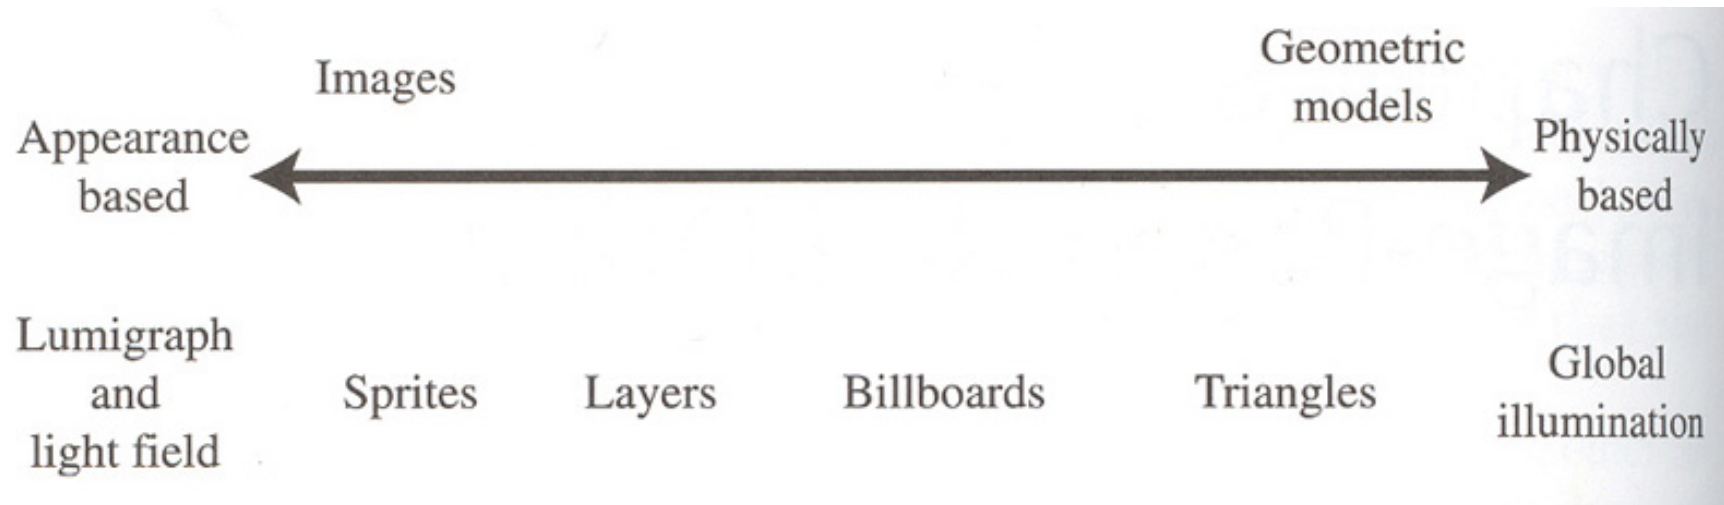 Images
Geometric
models
Appearance
based
Physically
based
Lumigraph
and
light field
Sprites
Layers
Billboards
Triangles
Global
illumination